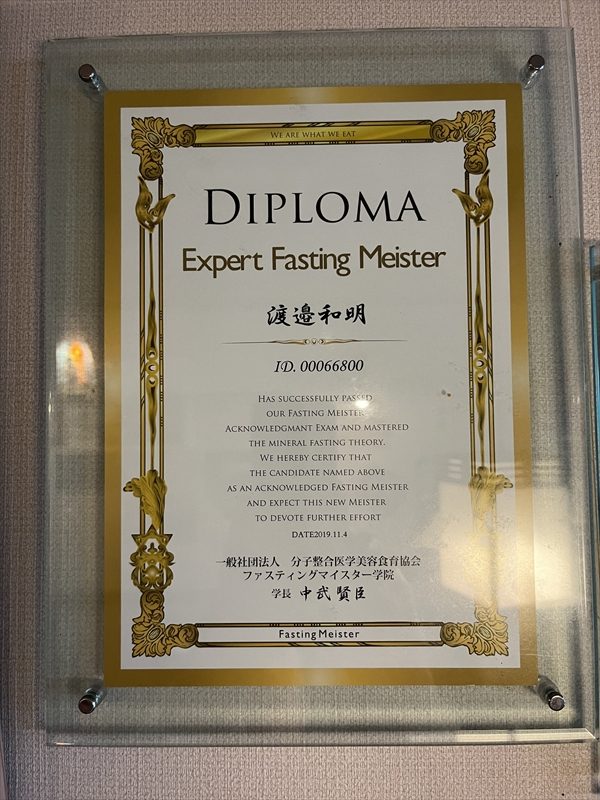 WE ARE WHAT WE EAT
DIPLOMA
Expert Fasting Meister
渡邉和明
ID. 00066800
HAS SUCCESSFULLY PASSED
OUR FASTING MEISTER
ACKNOWLEDGMANT EXAM AND MASTERED
THE MINERAL FASTING THEORY.
WE HEREBY CERTIFY THAT
THE CANDIDATE NAMED ABOVE
AS AN ACKNOWLEDGED FASTING MEISTER
AND EXPECT THIS NEW MEISTER
TO DEVOTE FURTHER EFFORT
DATE2019.11.4
一般社団法人 分子整合医学美容食育協会
ファスティングマイスター学院
学長 中武賢臣
Fasting Meister